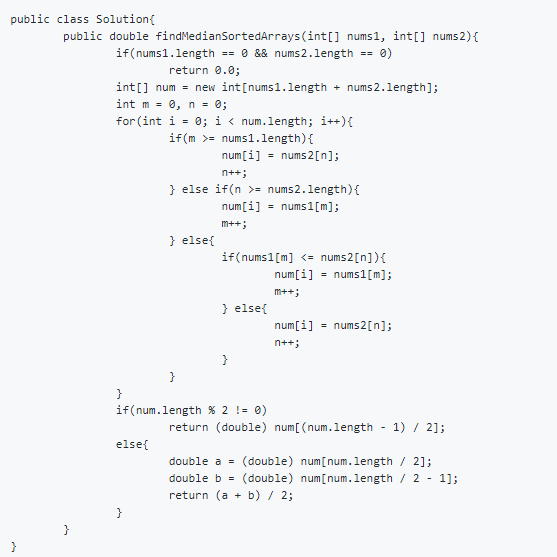 public class Solution{
        public double findMedianSortedArrays(int[] nums1, int[] nums2){
                if(nums1.length == 0 && nums2.length == 0)
                        return 0.0;
                int[] num = new int[nums1.length + nums2.length];
                int m = 0, n = 0;
                for(int i = 0; i < num.length; i++){
                        if(m >= nums1.length){
                                num[i] = nums2[n];
                                n++;
                        } else if(n >= nums2.length){
                                num[i] = nums1[m];
                                m++;
                        } else{
                                if(nums1[m] <= nums2[n]){
                                        num[i] = nums1[m];
                                        m++;
                                } else{
                                        num[i] = nums2[n];
                                        n++;
                                }
                        }
                }
                if(num.length % 2 != 0)
                        return (double) num[(num.length - 1) / 2];
                else{
                        double a = (double) num[num.length / 2];
                        double b = (double) num[num.length / 2 - 1];
                        return (a + b) / 2;
                }
        }
}